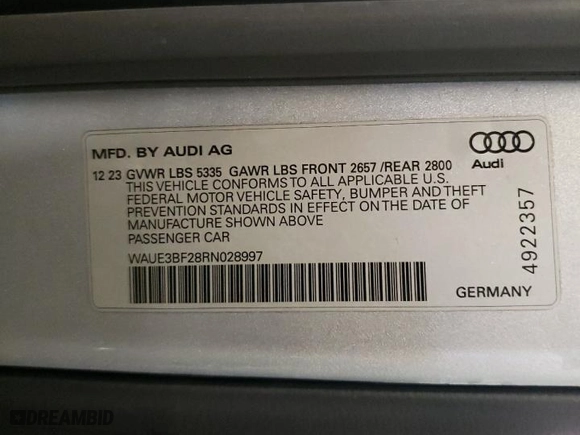 MFD. BY AUDI AG
12 23 GVWR LBS 5335 GAWR LBS FRONT 2657 /REAR 2800
THIS VEHICLE CONFORMS TO ALL APPLICABLE U.S.
FEDERAL MOTOR VEHICLE SAFETY, BUMPER AND THEFT
PREVENTION STANDARDS IN EFFECT ON THE DATE OF
MANUFACTURE SHOWN ABOVE
PASSENGER CAR
WAUE3BF28RN028997
Audi
4922357
GERMANY
DREAMBID